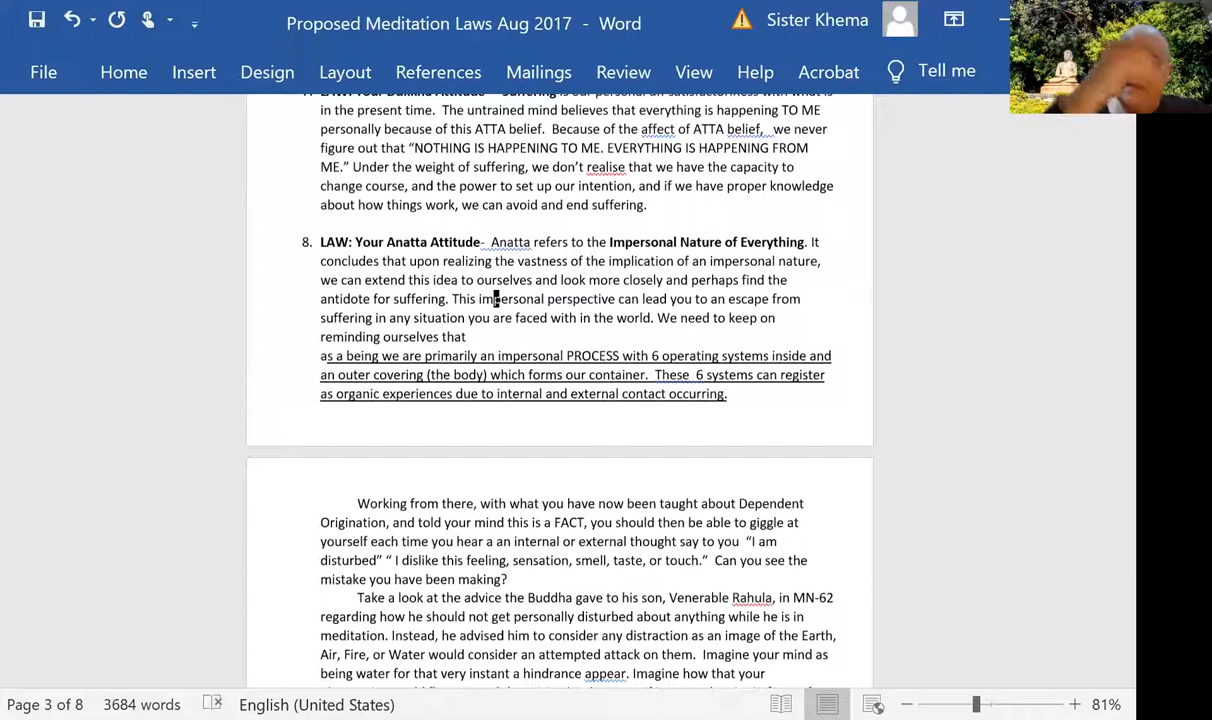 Proposed Meditation Laws Aug 2017 - Word
Sister Khema
File Home Insert Design Layout References Mailings Review View Help Acrobat Tell me
LAW: Your Dukkha Attitude – Suffering is our personal un-satisfactoriness with what is
in the present time. The untrained mind believes that everything is happening TO ME
personally because of this ATTA belief. Because of the affect of ATTA belief, we never
figure out that “NOTHING IS HAPPENING TO ME. EVERYTHING IS HAPPENING FROM
ME.” Under the weight of suffering, we don’t realise that we have the capacity to
change course, and the power to set up our intention, and if we have proper knowledge
about how things work, we can avoid and end suffering.
8. LAW: Your Anatta Attitude- Anatta refers to the Impersonal Nature of Everything. It
concludes that upon realizing the vastness of the implication of an impersonal nature,
we can extend this idea to ourselves and look more closely and perhaps find the
antidote for suffering. This impersonal perspective can lead you to an escape from
suffering in any situation you are faced with in the world. We need to keep on
reminding ourselves that
as a being we are primarily an impersonal PROCESS with 6 operating systems inside and
an outer covering (the body) which forms our container. These 6 systems can register
as organic experiences due to internal and external contact occurring.
Working from there, with what you have now been taught about Dependent
Origination, and told your mind this is a FACT, you should then be able to giggle at
yourself each time you hear a an internal or external thought say to you “I am
disturbed” “ I dislike this feeling, sensation, smell, taste, or touch.” Can you see the
mistake you have been making?
Take a look at the advice the Buddha gave to his son, Venerable Rahula, in MN-62
regarding how he should not get personally disturbed about anything while he is in
meditation. Instead, he advised him to consider any distraction as an image of the Earth,
Air, Fire, or Water would consider an attempted attack on them. Imagine your mind as
being water for that very instant a hindrance appear. Imagine how that your
Page 3 of 8 3684 words English (United States) 81%